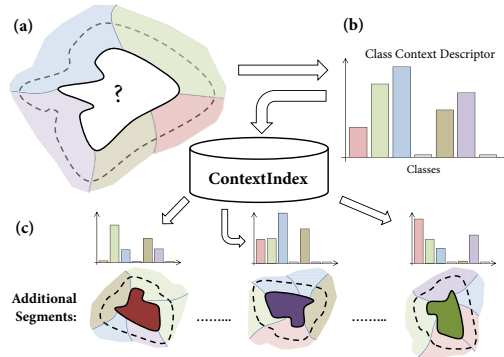 (a)
(b)
Class Context Descriptor
?
Classes
ContextIndex
(c)
Additional
Segments:
.........
.........